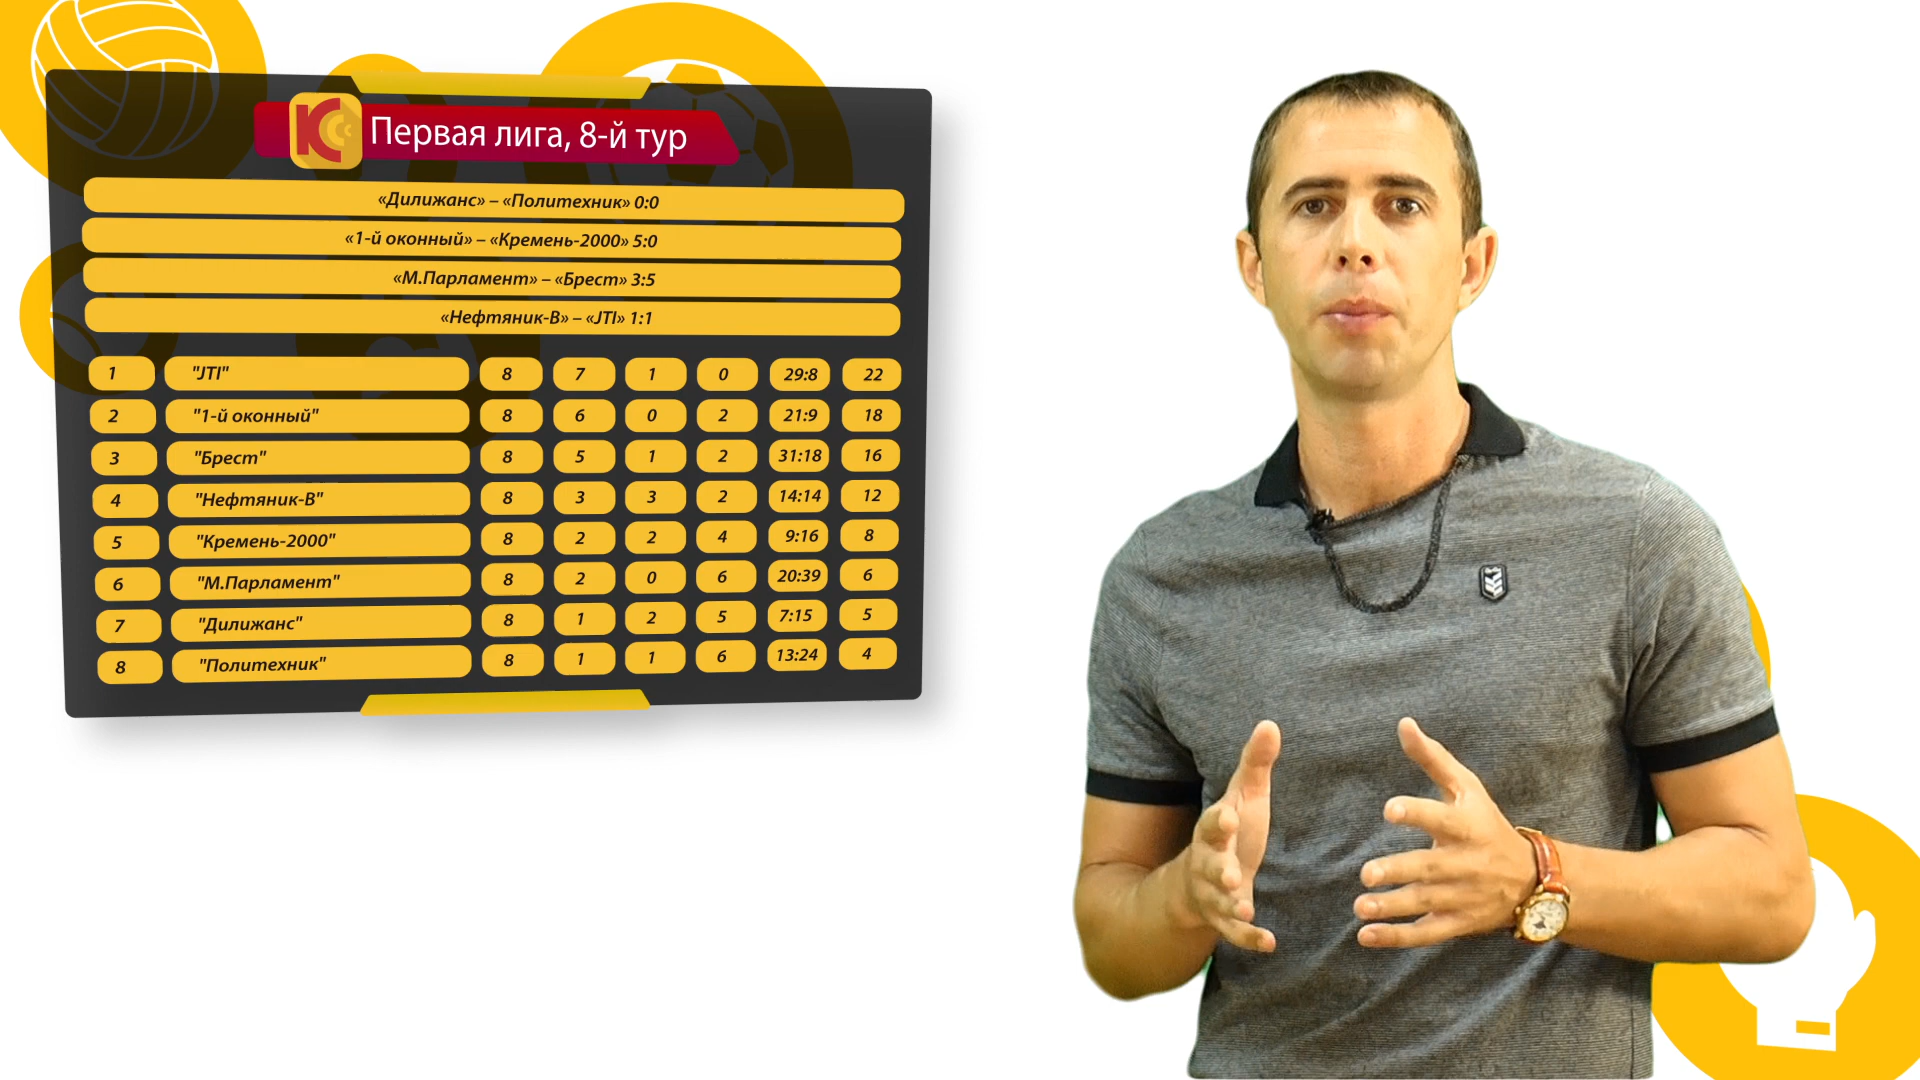 КС Первая лига, 8-й тур
«Дилижанс» – «Политехник» 0:0
«1-й оконный» – «Кремень-2000» 5:0
«М.Парламент» – «Брест» 3:5
«Нефтяник-В» – «JTI» 1:1
1 "JTI" 8 7 1 0 29:8 22
2 "1-й оконный" 8 6 0 2 21:9 18
3 "Брест" 8 5 1 2 31:18 16
4 "Нефтяник-В" 8 3 3 2 14:14 12
5 "Кремень-2000" 8 2 2 4 9:16 8
6 "М.Парламент" 8 2 0 6 20:39 6
7 "Дилижанс" 8 1 2 5 7:15 5
8 "Политехник" 8 1 1 6 13:24 4